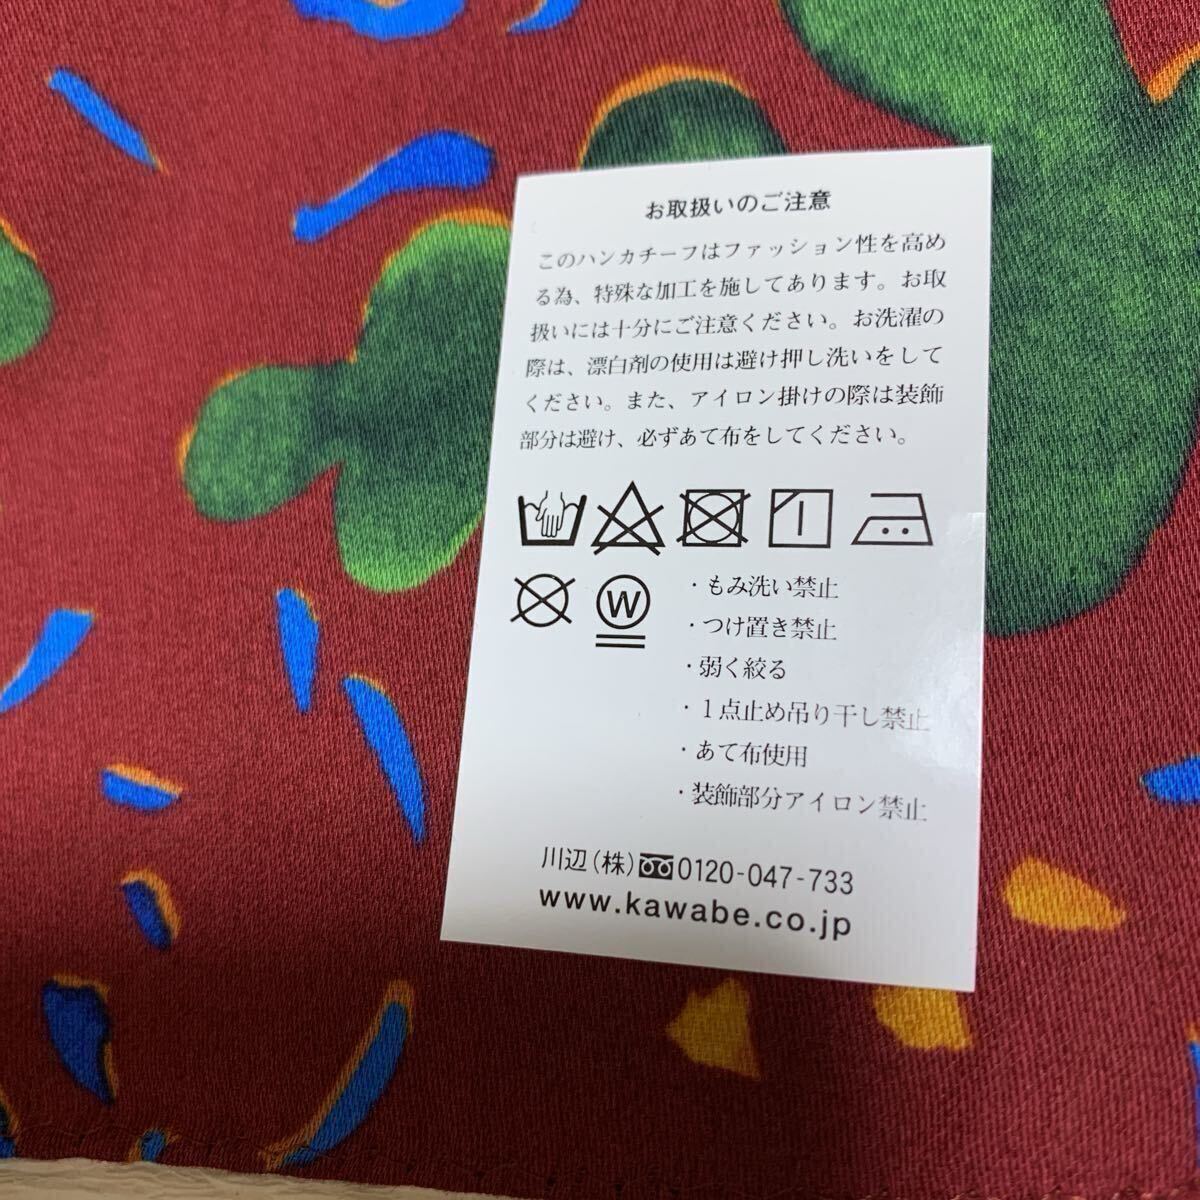 お取扱いのご注意
このハンカチーフはファッション性を高め
る為、特殊な加工を施してあります。お取
扱いには十分にご注意ください。お洗濯の
際は、漂白剤の使用は避け押し洗いをして
ください。また、アイロン掛けの際は装飾
部分は避け、必ずあて布をしてください。
W
・もみ洗い禁止
・つけ置き禁止
・弱く絞る
・1点止め吊り干し禁止
・あて布使用
・装飾部分アイロン禁止
川辺(株)0120-047-733
www.kawabe.co.jp